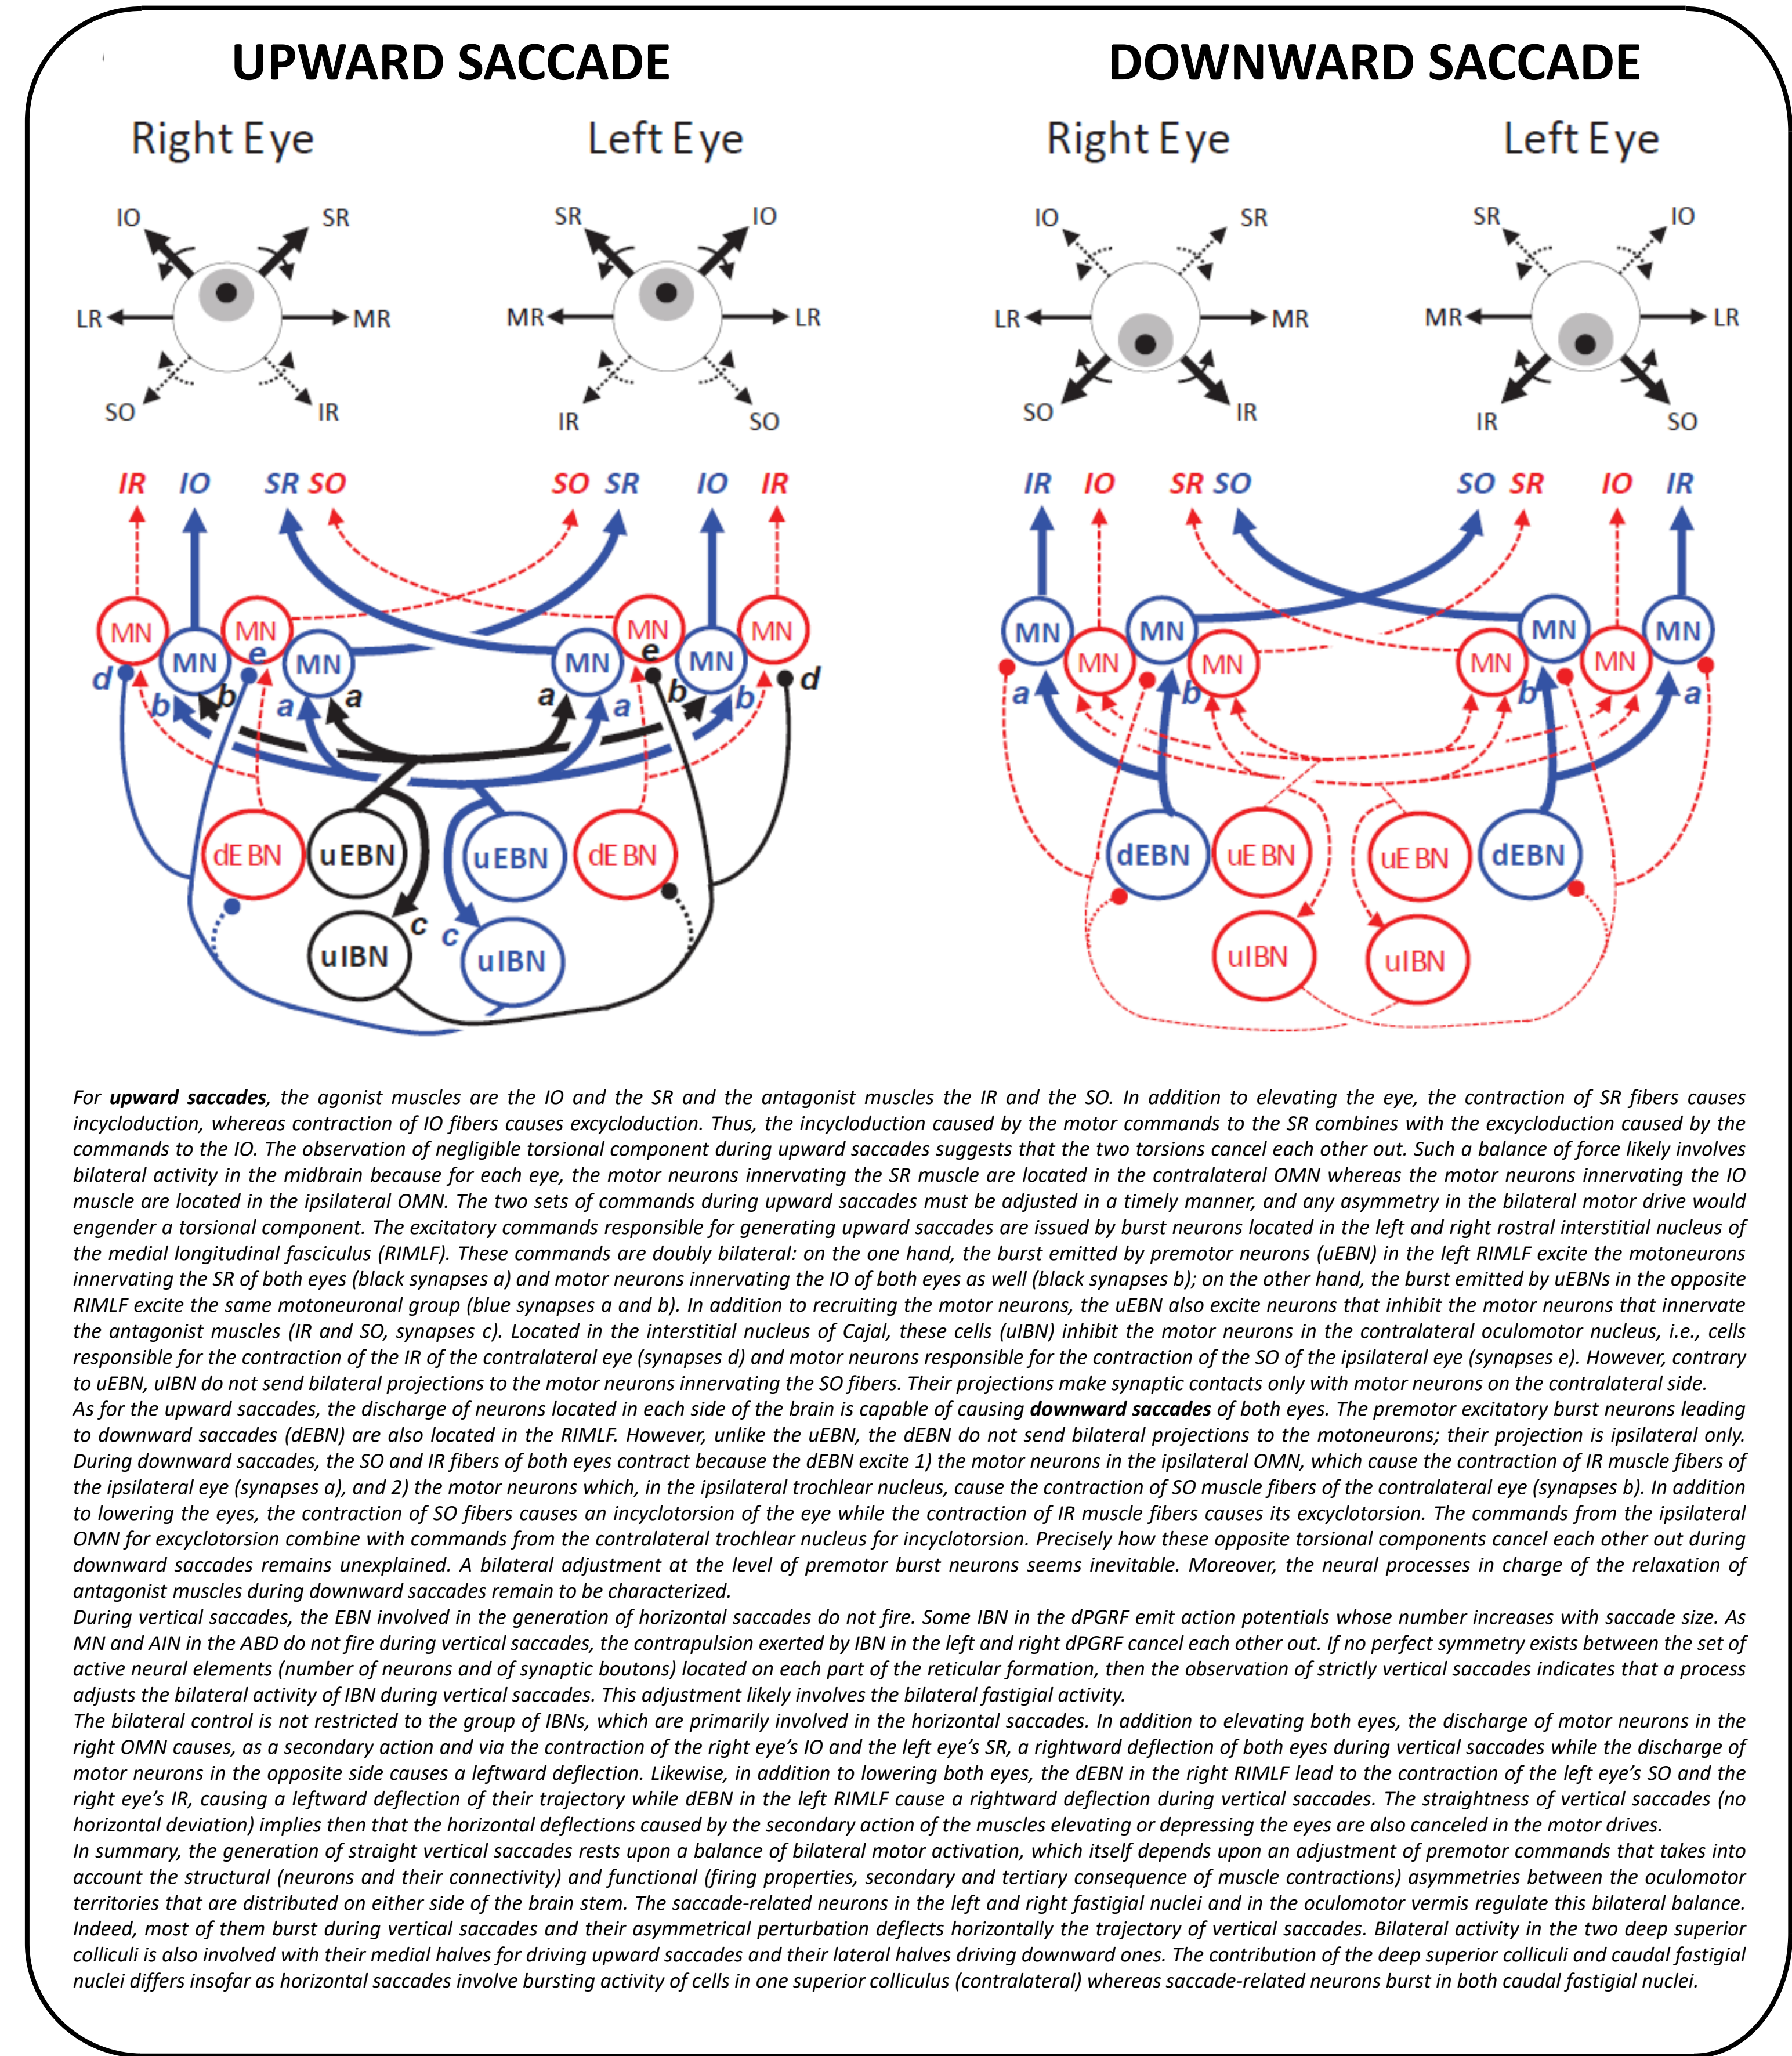 UPWARD SACCADE
DOWNWARD SACCADE
Right Eye
Left Eye
Right Eye
Left Eye
IO
SR
SR
IO
IO
SR
SR
IO
LR
MR
MR
LR
LR
MR
MR
LR
SO
IR
IR
SO
SO
IR
IR
SO
IR IO SR SO
SO SR IO IR
IR IO SR SO
SO SR IO IR
MN MN MN MN
MN MN MN MN
MN MN MN MN
MN MN MN MN
d b b e a a
a a e b b d
a b
b a
dEBN uEBN uEBN dEBN
dEBN uEBN uEBN dEBN
c c
uIBN uIBN
uIBN uIBN
For upward saccades, the agonist muscles are the IO and the SR and the antagonist muscles the IR and the SO. In addition to elevating the eye, the contraction of SR fibers causes
incycloduction, whereas contraction of IO fibers causes excycloduction. Thus, the incycloduction caused by the motor commands to the SR combines with the excycloduction caused by the
commands to the IO. The observation of negligible torsional component during upward saccades suggests that the two torsions cancel each other out. Such a balance of force likely involves
bilateral activity in the midbrain because for each eye, the motor neurons innervating the SR muscle are located in the contralateral OMN whereas the motor neurons innervating the IO
muscle are located in the ipsilateral OMN. The two sets of commands during upward saccades must be adjusted in a timely manner, and any asymmetry in the bilateral motor drive would
engender a torsional component. The excitatory commands responsible for generating upward saccades are issued by burst neurons located in the left and right rostral interstitial nucleus of
the medial longitudinal fasciculus (RIMLF). These commands are doubly bilateral: on the one hand, the burst emitted by premotor neurons (uEBN) in the left RIMLF excite the motoneurons
innervating the SR of both eyes (black synapses a) and motor neurons innervating the IO of both eyes as well (black synapses b); on the other hand, the burst emitted by uEBNs in the opposite
RIMLF excite the same motoneuronal group (blue synapses a and b). In addition to recruiting the motor neurons, the uEBN also excite neurons that inhibit the motor neurons that innervate
the antagonist muscles (IR and SO, synapses c). Located in the interstitial nucleus of Cajal, these cells (uIBN) inhibit the motor neurons in the contralateral oculomotor nucleus, i.e., cells
responsible for the contraction of the IR of the contralateral eye (synapses d) and motor neurons responsible for the contraction of the SO of the ipsilateral eye (synapses e). However, contrary
to uEBN, uIBN do not send bilateral projections to the motor neurons innervating the SO fibers. Their projections make synaptic contacts only with motor neurons on the contralateral side.
As for the upward saccades, the discharge of neurons located in each side of the brain is capable of causing downward saccades of both eyes. The premotor excitatory burst neurons leading
to downward saccades (dEBN) are also located in the RIMLF. However, unlike the uEBN, the dEBN do not send bilateral projections to the motoneurons; their projection is ipsilateral only.
During downward saccades, the SO and IR fibers of both eyes contract because the dEBN excite 1) the motor neurons in the ipsilateral OMN, which cause the contraction of IR muscle fibers of
the ipsilateral eye (synapses a), and 2) the motor neurons which, in the ipsilateral trochlear nucleus, cause the contraction of SO muscle fibers of the contralateral eye (synapses b). In addition
to lowering the eyes, the contraction of SO fibers causes an incyclotorsion of the eye while the contraction of IR muscle fibers causes its excyclotorsion. The commands from the ipsilateral
OMN for excyclotorsion combine with commands from the contralateral trochlear nucleus for incyclotorsion. Precisely how these opposite torsional components cancel each other out during
downward saccades remains unexplained. A bilateral adjustment at the level of premotor burst neurons seems inevitable. Moreover, the neural processes in charge of the relaxation of
antagonist muscles during downward saccades remain to be characterized.
During vertical saccades, the EBN involved in the generation of horizontal saccades do not fire. Some IBN in the dPGRF emit action potentials whose number increases with saccade size. As
MN and AIN in the ABD do not fire during vertical saccades, the contrapulsion exerted by IBN in the left and right dPGRF cancel each other out. If no perfect symmetry exists between the set of
active neural elements (number of neurons and of synaptic boutons) located on each part of the reticular formation, then the observation of strictly vertical saccades indicates that a process
adjusts the bilateral activity of IBN during vertical saccades. This adjustment likely involves the bilateral fastigial activity.
The bilateral control is not restricted to the group of IBNs, which are primarily involved in the horizontal saccades. In addition to elevating both eyes, the discharge of motor neurons in the
right OMN causes, as a secondary action and via the contraction of the right eye's IO and the left eye's SR, a rightward deflection of both eyes during vertical saccades while the discharge of
motor neurons in the opposite side causes a leftward deflection. Likewise, in addition to lowering both eyes, the dEBN in the right RIMLF lead to the contraction of the left eye's SO and the
right eye's IR, causing a leftward deflection of their trajectory while dEBN in the left RIMLF cause a rightward deflection during vertical saccades. The straightness of vertical saccades (no
horizontal deviation) implies then that the horizontal deflections caused by the secondary action of the muscles elevating or depressing the eyes are also canceled in the motor drives.
In summary, the generation of straight vertical saccades rests upon a balance of bilateral motor activation, which itself depends upon an adjustment of premotor commands that takes into
account the structural (neurons and their connectivity) and functional (firing properties, secondary and tertiary consequence of muscle contractions) asymmetries between the oculomotor
territories that are distributed on either side of the brain stem. The saccade-related neurons in the left and right fastigial nuclei and in the oculomotor vermis regulate this bilateral balance.
Indeed, most of them burst during vertical saccades and their asymmetrical perturbation deflects horizontally the trajectory of vertical saccades. Bilateral activity in the two deep superior
colliculi is also involved with their medial halves for driving upward saccades and their lateral halves driving downward ones. The contribution of the deep superior colliculi and caudal fastigial
nuclei differs insofar as horizontal saccades involve bursting activity of cells in one superior colliculus (contralateral) whereas saccade-related neurons burst in both caudal fastigial nuclei.